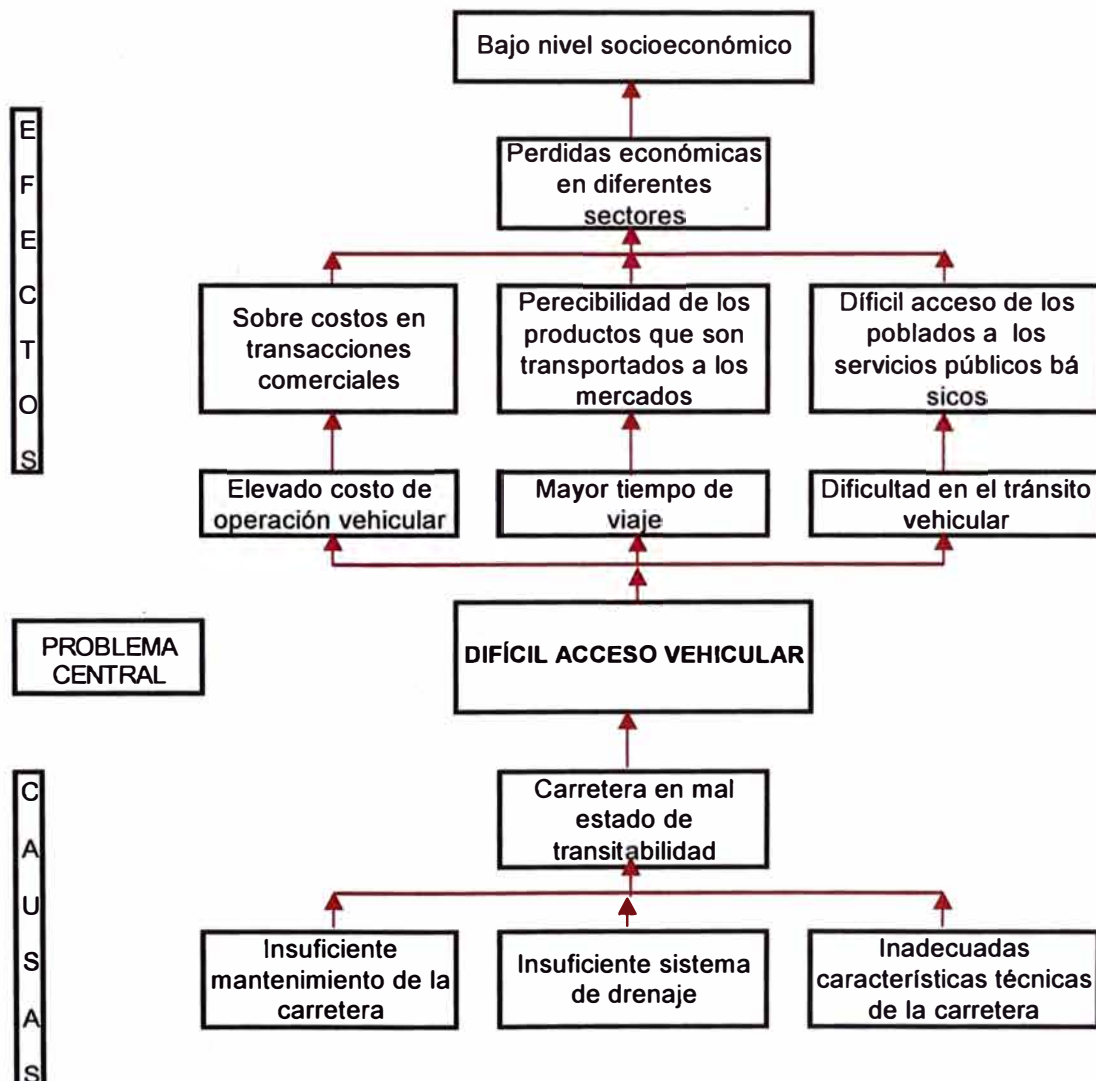 Bajo nivel socioeconómico
E
F
E
C
T
O
S
Perdidas económicas
en diferentes
sectores
Sobre costos en
transacciones
comerciales
Perecibilidad de los
productos que son
transportados a los
mercados
Díficil acceso de los
poblados a los
servicios públicos bá
sicos
Elevado costo de
operación vehicular
Mayor tiempo de
viaje
Dificultad en el tránsito
vehicular
PROBLEMA
CENTRAL
DIFÍCIL ACCESO VEHICULAR
C
A
U
S
A
S
Carretera en mal
estado de
transitabilidad
Insuficiente
mantenimiento de la
carretera
Insuficiente sistema
de drenaje
Inadecuadas
características técnicas
de la carretera